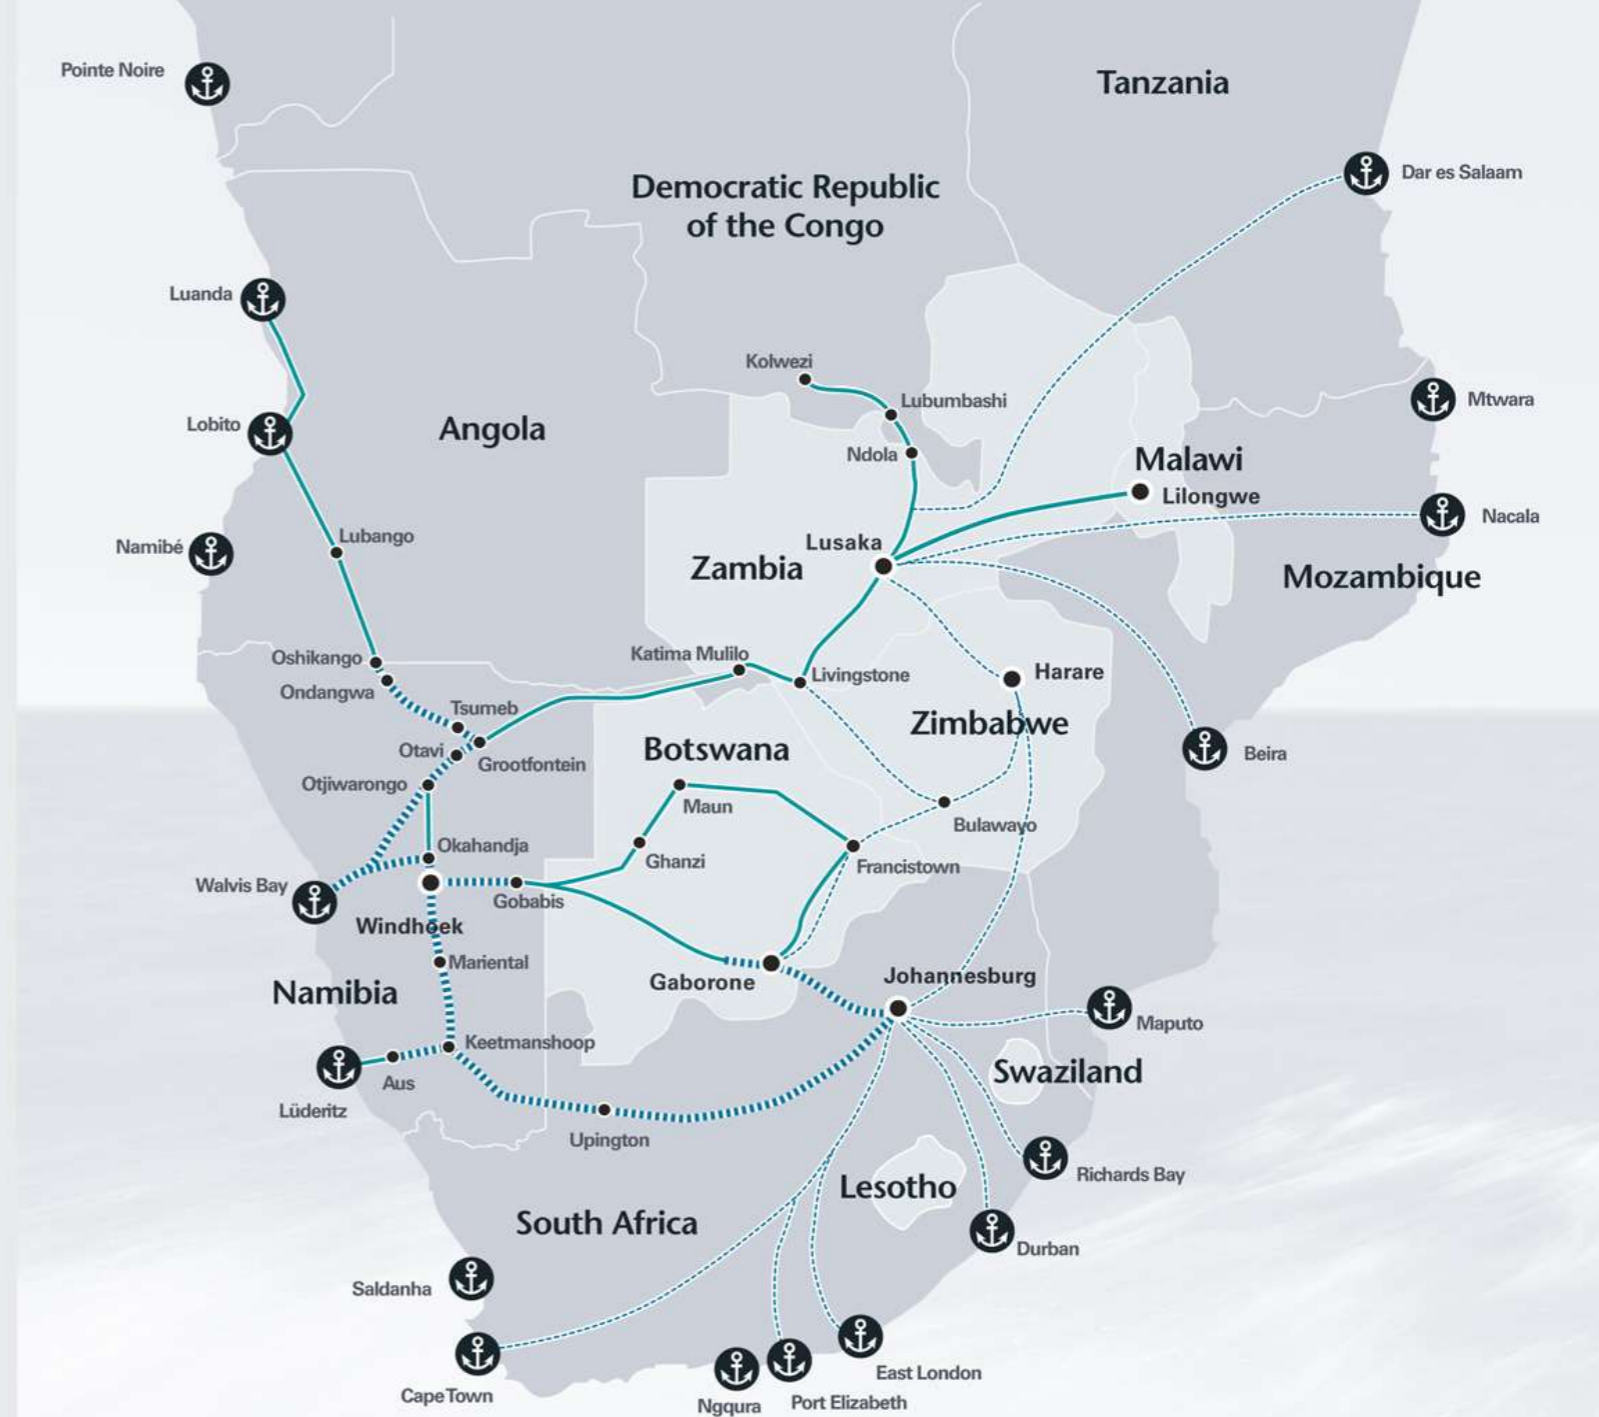 Pointe Noire
Tanzania
Dar es Salaam
Democratic Republic
of the Congo
Luanda
Kolwezi
Lubumbashi
Mtwara
Lobito
Angola
Ndola
Malawi
Lilongwe
Nacala
Namibé
Lubango
Lusaka
Zambia
Mozambique
Oshikango
Katima Mulilo
Livingstone
Harare
Ondangwa
Tsumeb
Zimbabwe
Otavi
Grootfontein
Botswana
Beira
Otjiwarongo
Maun
Bulawayo
Okahandja
Ghanzi
Francistown
Walvis Bay
Gobabis
Windhoek
Mariental
Gaborone
Johannesburg
Namibia
Maputo
Keetmanshoop
Swaziland
Aus
Lüderitz
Upington
Richards Bay
Lesotho
South Africa
Durban
Saldanha
Cape Town
East London
Ngqura
Port Elizabeth